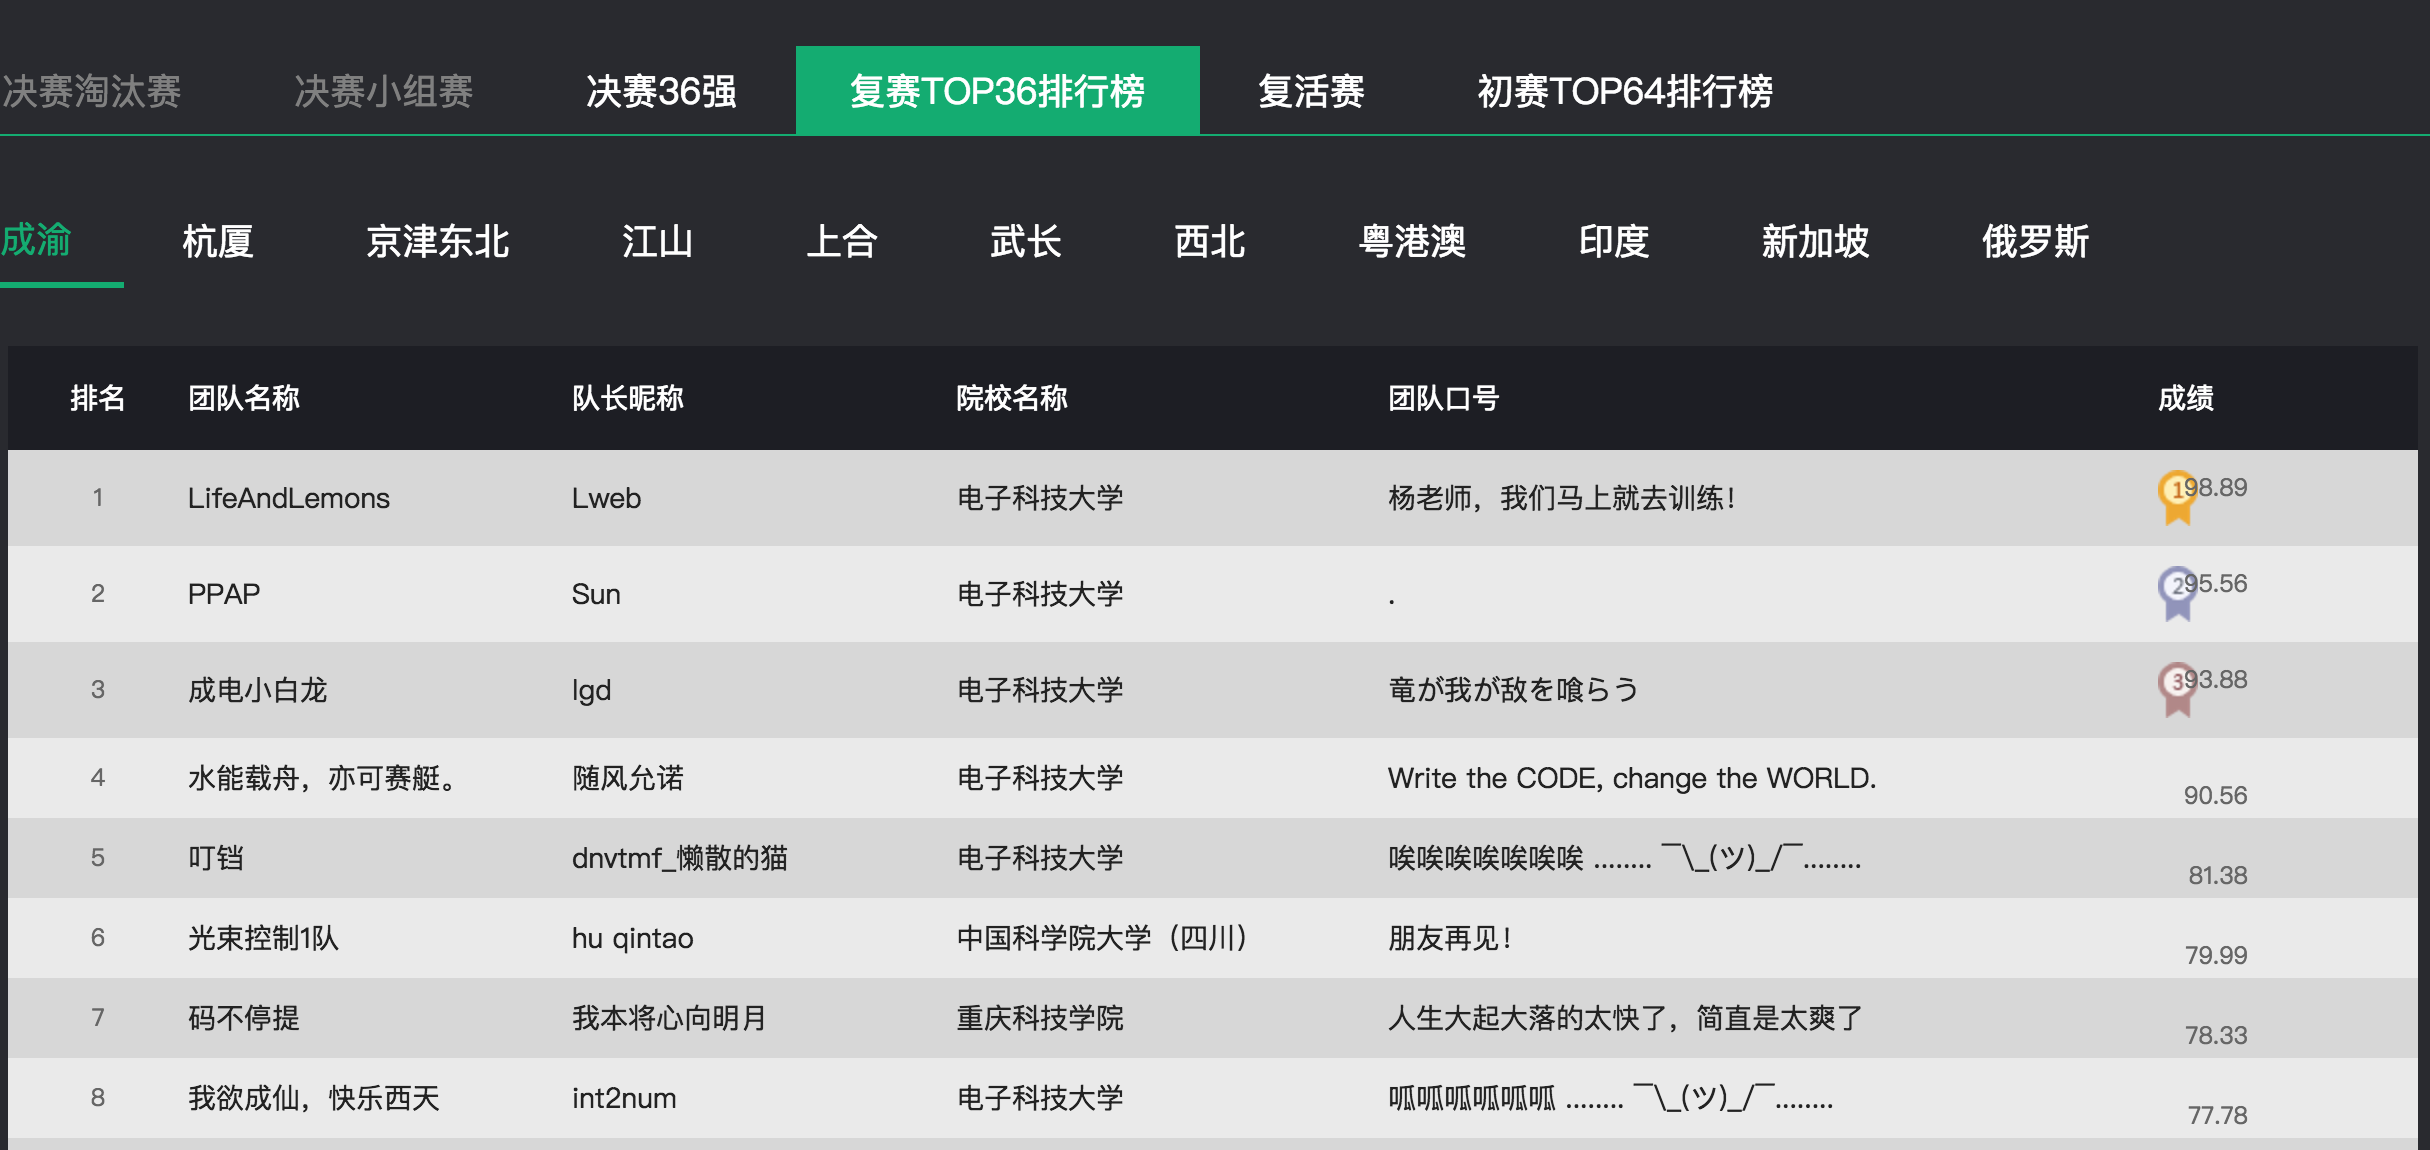 决赛淘汰赛 决赛小组赛 决赛36强 复赛TOP36排行榜 复活赛 初赛TOP64排行榜
成渝 杭厦 京津东北 江山 上合 武长 西北 粤港澳 印度 新加坡 俄罗斯
排名 团队名称 队长昵称 院校名称 团队口号 成绩
1 LifeAndLemons Lweb 电子科技大学 杨老师，我们马上就去训练！ 1 98.89
2 PPAP Sun 电子科技大学 . 2 95.56
3 成电小白龙 lgd 电子科技大学 竜が我が敌を喰らう 3 93.88
4 水能载舟，亦可赛艇。 随风允诺 电子科技大学 Write the CODE, change the WORLD. 90.56
5 叮铛 dnvtmf_懒散的猫 电子科技大学 唉唉唉唉唉唉唉 ........ ¯\_(ツ)_/¯........ 81.38
6 光束控制1队 hu qintao 中国科学院大学（四川） 朋友再见！ 79.99
7 码不停提 我本将心向明月 重庆科技学院 人生大起大落的太快了，简直是太爽了 78.33
8 我欲成仙，快乐西天 int2num 电子科技大学 呱呱呱呱呱呱 ........ ¯\_(ツ)_/¯........ 77.78